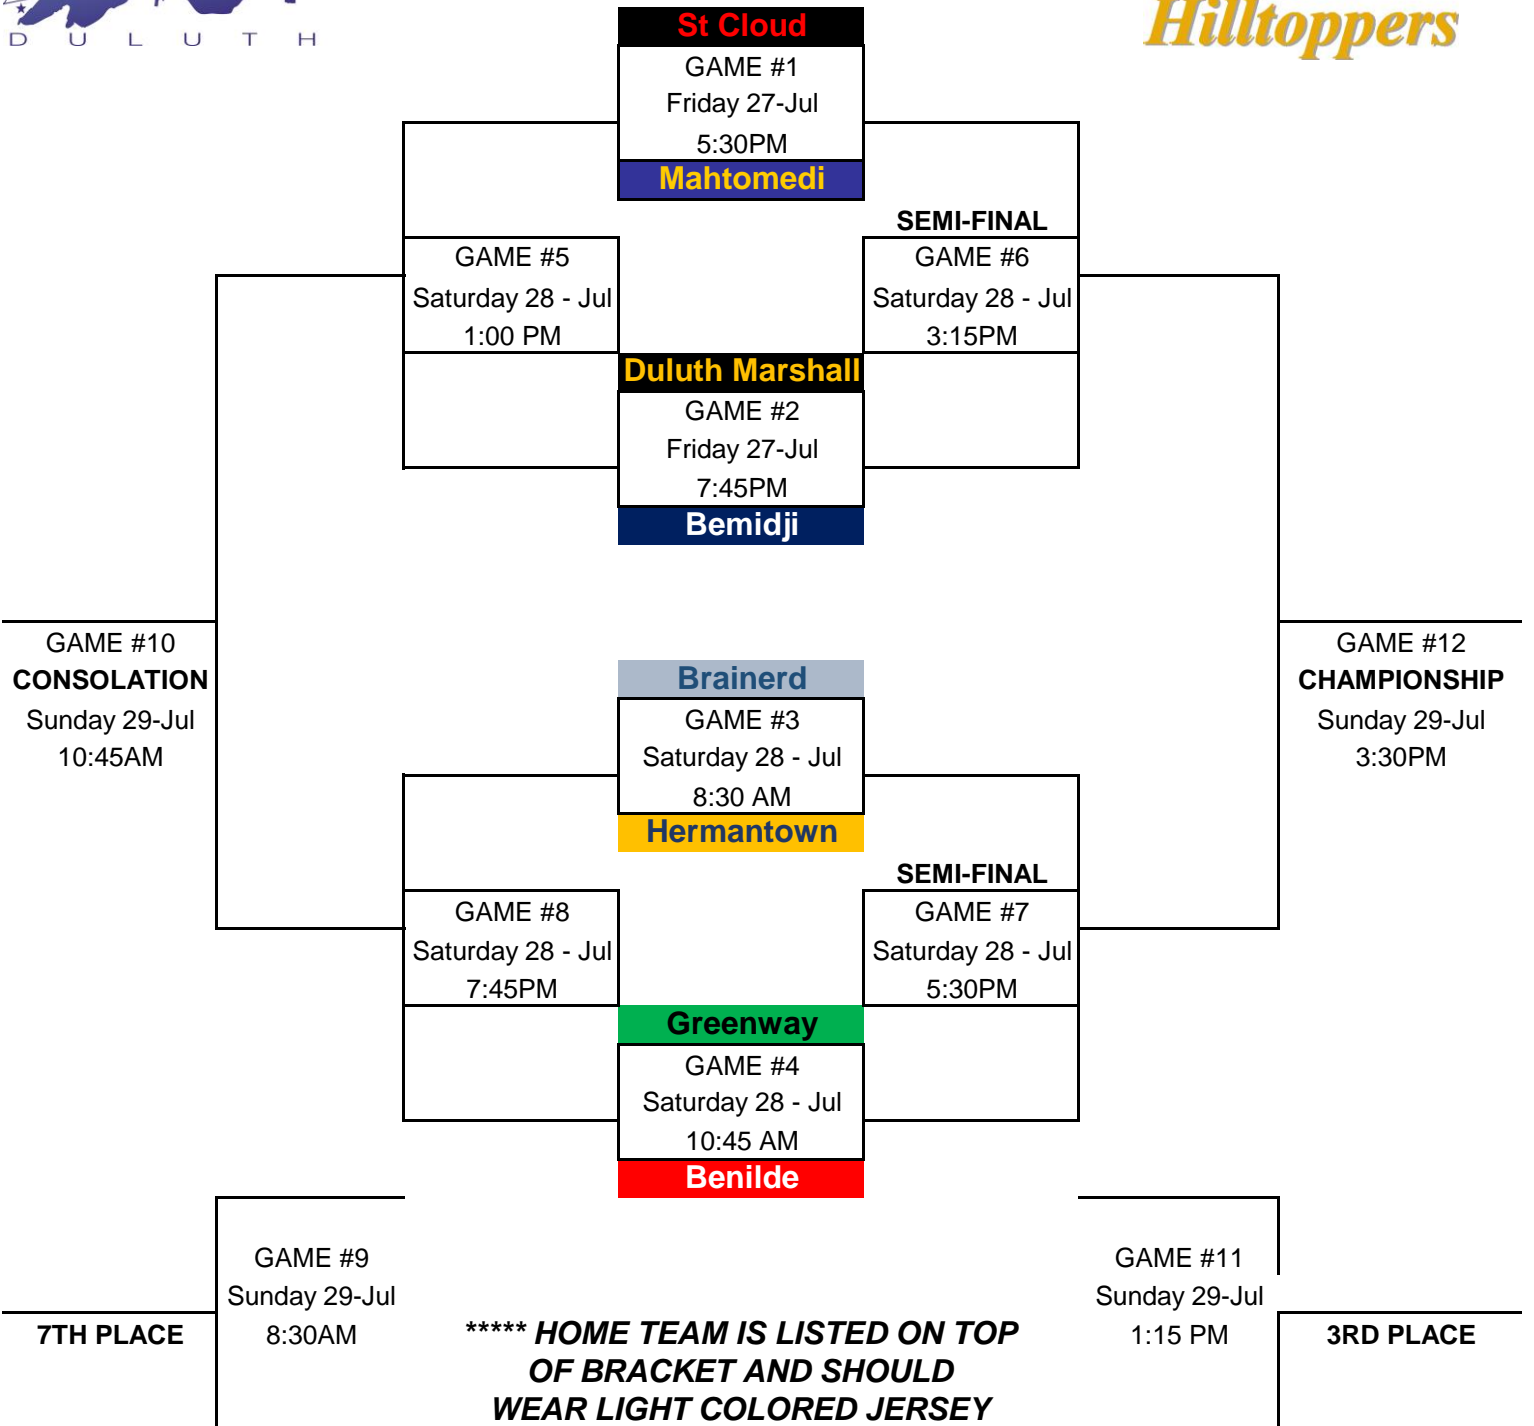 DULUTH
Hilltoppers
St Cloud
GAME #1
Friday 27-Jul
5:30PM
Mahtomedi
SEMI-FINAL
GAME #5
Saturday 28 - Jul
1:00 PM
GAME #6
Saturday 28 - Jul
3:15PM
Duluth Marshall
GAME #2
Friday 27-Jul
7:45PM
Bemidji
GAME #10
CONSOLATION
Sunday 29-Jul
10:45AM
GAME #12
CHAMPIONSHIP
Sunday 29-Jul
3:30PM
Brainerd
GAME #3
Saturday 28 - Jul
8:30 AM
Hermantown
SEMI-FINAL
GAME #8
Saturday 28 - Jul
7:45PM
GAME #7
Saturday 28 - Jul
5:30PM
Greenway
GAME #4
Saturday 28 - Jul
10:45 AM
Benilde
GAME #9
Sunday 29-Jul
8:30AM
7TH PLACE
GAME #11
Sunday 29-Jul
1:15 PM
3RD PLACE
***** HOME TEAM IS LISTED ON TOP
OF BRACKET AND SHOULD
WEAR LIGHT COLORED JERSEY